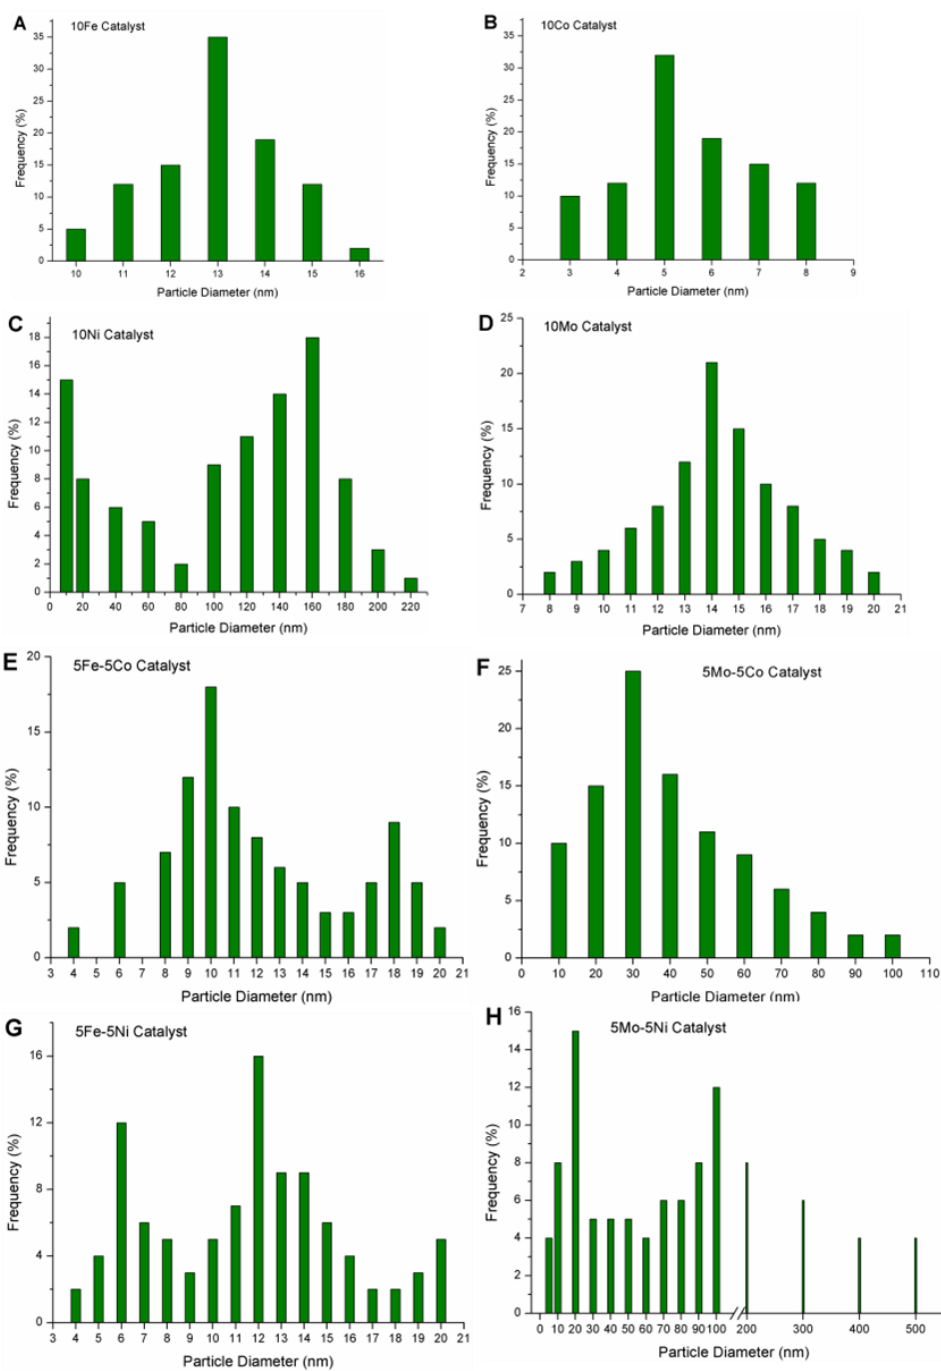 A
10Fe Catalyst
35
30
25
20
15
10
5
0
Frequency (%)
10 11 12 13 14 15 16
Particle Diameter (nm)
B
10Co Catalyst
35
30
25
20
15
10
5
0
Frequency (%)
2 3 4 5 6 7 8 9
Particle Diameter (nm)
C
10Ni Catalyst
18
16
14
12
10
8
6
4
2
0
Frequency (%)
0 20 40 60 80 100 120 140 160 180 200 220
Particle Diameter (nm)
D
10Mo Catalyst
25
20
15
10
5
0
Frequency (%)
7 8 9 10 11 12 13 14 15 16 17 18 19 20 21
Particle Diameter (nm)
E
5Fe-5Co Catalyst
20
15
10
5
0
Frequency (%)
3 4 5 6 7 8 9 10 11 12 13 14 15 16 17 18 19 20 21
Particle Diameter (nm)
F
5Mo-5Co Catalyst
25
20
15
10
5
0
Frequency (%)
0 10 20 30 40 50 60 70 80 90 100 110
Particle Diameter (nm)
G
5Fe-5Ni Catalyst
16
12
8
4
0
Frequency (%)
3 4 5 6 7 8 9 10 11 12 13 14 15 16 17 18 19 20 21
Particle Diameter (nm)
H
5Mo-5Ni Catalyst
16
14
12
10
8
6
4
2
0
Frequency (%)
0 10 20 30 40 50 60 70 80 90 100 200 300 400 500
Particle Diameter (nm)